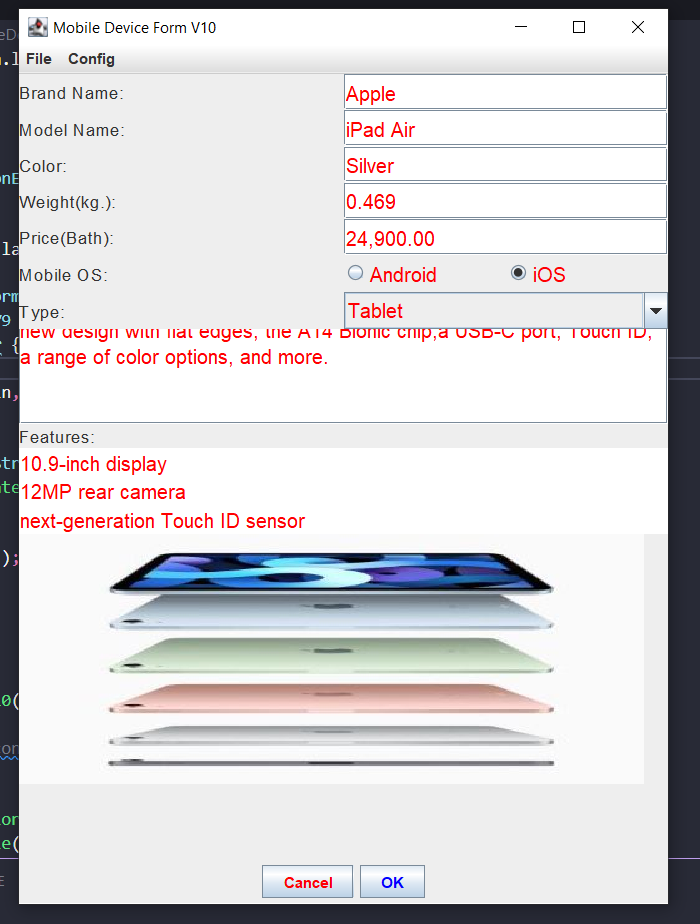 Mobile Device Form V10
File Config
Brand Name: Apple
Model Name: iPad Air
Color: Silver
Weight(kg.): 0.469
Price(Bath): 24,900.00
Mobile OS: Android iOS
Type: Tablet
new design with flat edges, the A14 Bionic chip,a USB-C port, Touch ID,
a range of color options, and more.
Features:
10.9-inch display
12MP rear camera
next-generation Touch ID sensor
Cancel OK